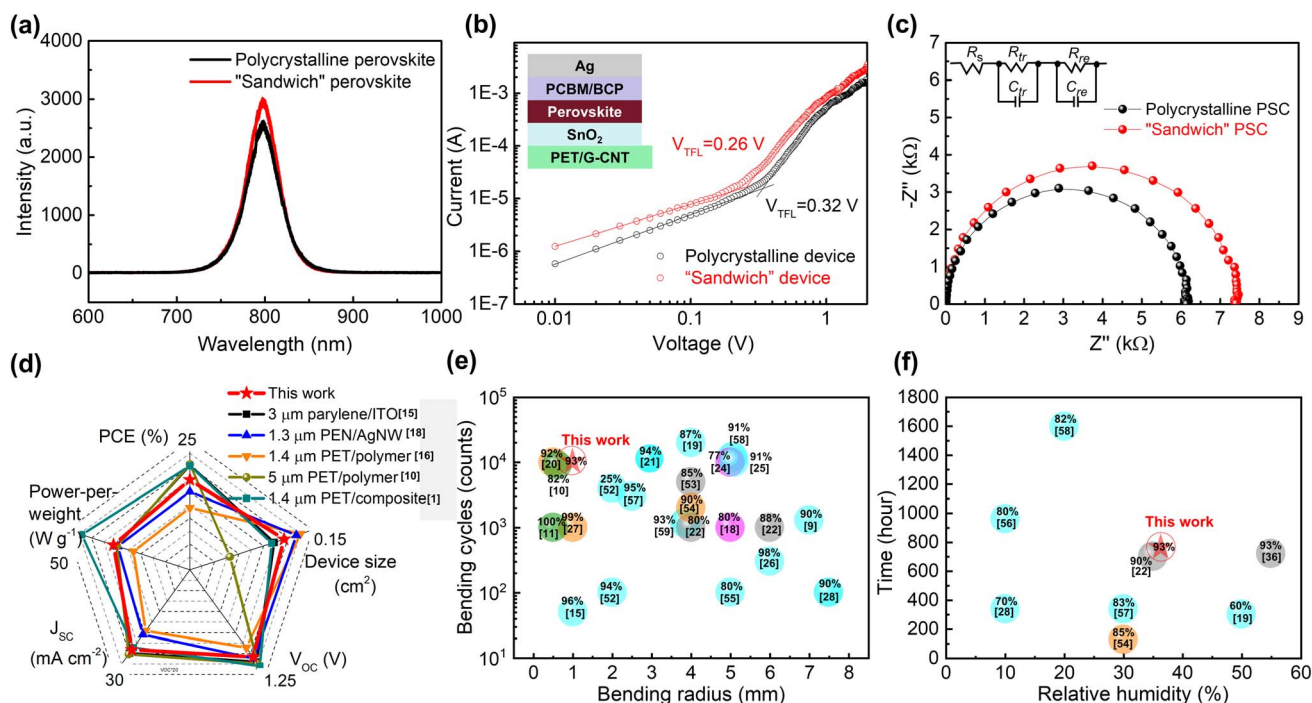 (a)
4000
3000
2000
1000
0
Intensity (a.u.)
Polycrystalline perovskite
"Sandwich" perovskite
600
700
800
900
1000
Wavelength (nm)
(b)
1E-3
1E-4
1E-5
1E-6
1E-7
Current (A)
Ag
PCBM/BCP
Perovskite
SnO2
PET/G-CNT
VTFL=0.26 V
VTFL=0.32 V
Polycrystalline device
"Sandwich" device
0.01
0.1
1
Voltage (V)
(c)
7
6
5
4
3
2
1
0
-Z'' (kΩ)
Rs
Rtr
Rre
Ctr
Cre
Polycrystalline PSC
"Sandwich" PSC
0
1
2
3
4
5
6
7
8
9
Z'' (kΩ)
(d)
This work
3 μm parylene/ITO[15]
1.3 μm PEN/AgNW [18]
1.4 μm PET/polymer [16]
5 μm PET/polymer [10]
1.4 μm PET/composite[1]
PCE (%)
25
Power-per-
weight
(W g-1)
50
0.15
Device size
(cm2)
JSC
(mA cm-2)
30
VOC*20
VOC (V)
1.25
(e)
105
104
103
102
101
Bending cycles (counts)
This work
92%
[20]
93%
82%
[10]
100%
[11]
99%
[27]
96%
[15]
25%
[52]
94%
[52]
95%
[57]
94%
[21]
87%
[19]
85%
[53]
90%
[54]
93%
[59]
80%
[22]
91%
[58]
77%
[24]
91%
[25]
80%
[18]
88%
[22]
98%
[26]
80%
[55]
90%
[9]
90%
[28]
0
1
2
3
4
5
6
7
8
Bending radius (mm)
(f)
1800
1600
1400
1200
1000
800
600
400
200
0
Time (hour)
82%
[58]
80%
[56]
This work
93%
90%
[22]
93%
[36]
70%
[28]
83%
[57]
60%
[19]
85%
[54]
0
10
20
30
40
50
60
Relative humidity (%)